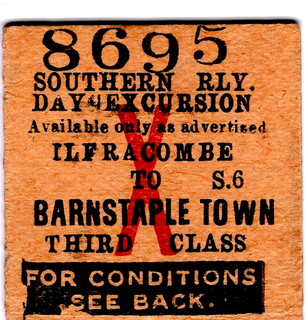 8695
SOUTHERN RLY.
DAY EXCURSION
Available only as advertised
ILFRACOMBE
TO S.6
BARNSTAPLE TOWN
THIRD CLASS
FOR CONDITIONS
SEE BACK.
X